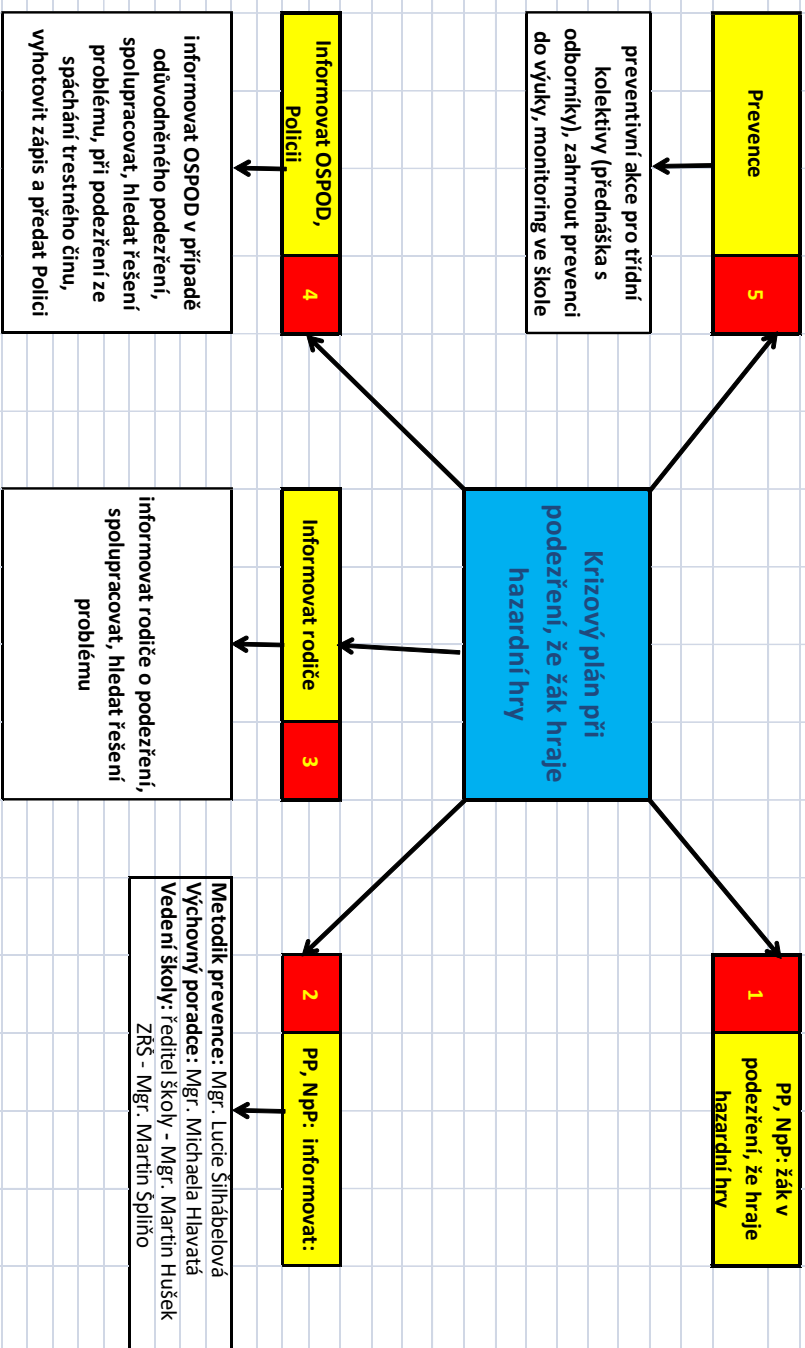 Krizový plán při
podezření, že žák hraje
hazardní hry
1
PP, NpP: žák v
podezření, že hraje
hazardní hry
2
PP, NpP: informovat:
Metodik prevence: Mgr. Lucie Šilhábelová
Výchovný poradce: Mgr. Michaela Hlavatá
Vedení školy: ředitel školy - Mgr. Martin Hušek
ZŘŠ - Mgr. Martin Špliňo
Informovat rodiče
3
informovat rodiče o podezření,
spolupracovat, hledat řešení
problému
Informovat OSPOD,
Policii
4
informovat OSPOD v případě
odůvodněného podezření,
spolupracovat, hledat řešení
problému, při podezření ze
spáchání trestného činu,
vyhotovit zápis a předat Polici
Prevence
5
preventivní akce pro třídní
kolektivy (přednáška s
odborníky), zahrnout prevenci
do výuky, monitoring ve škole